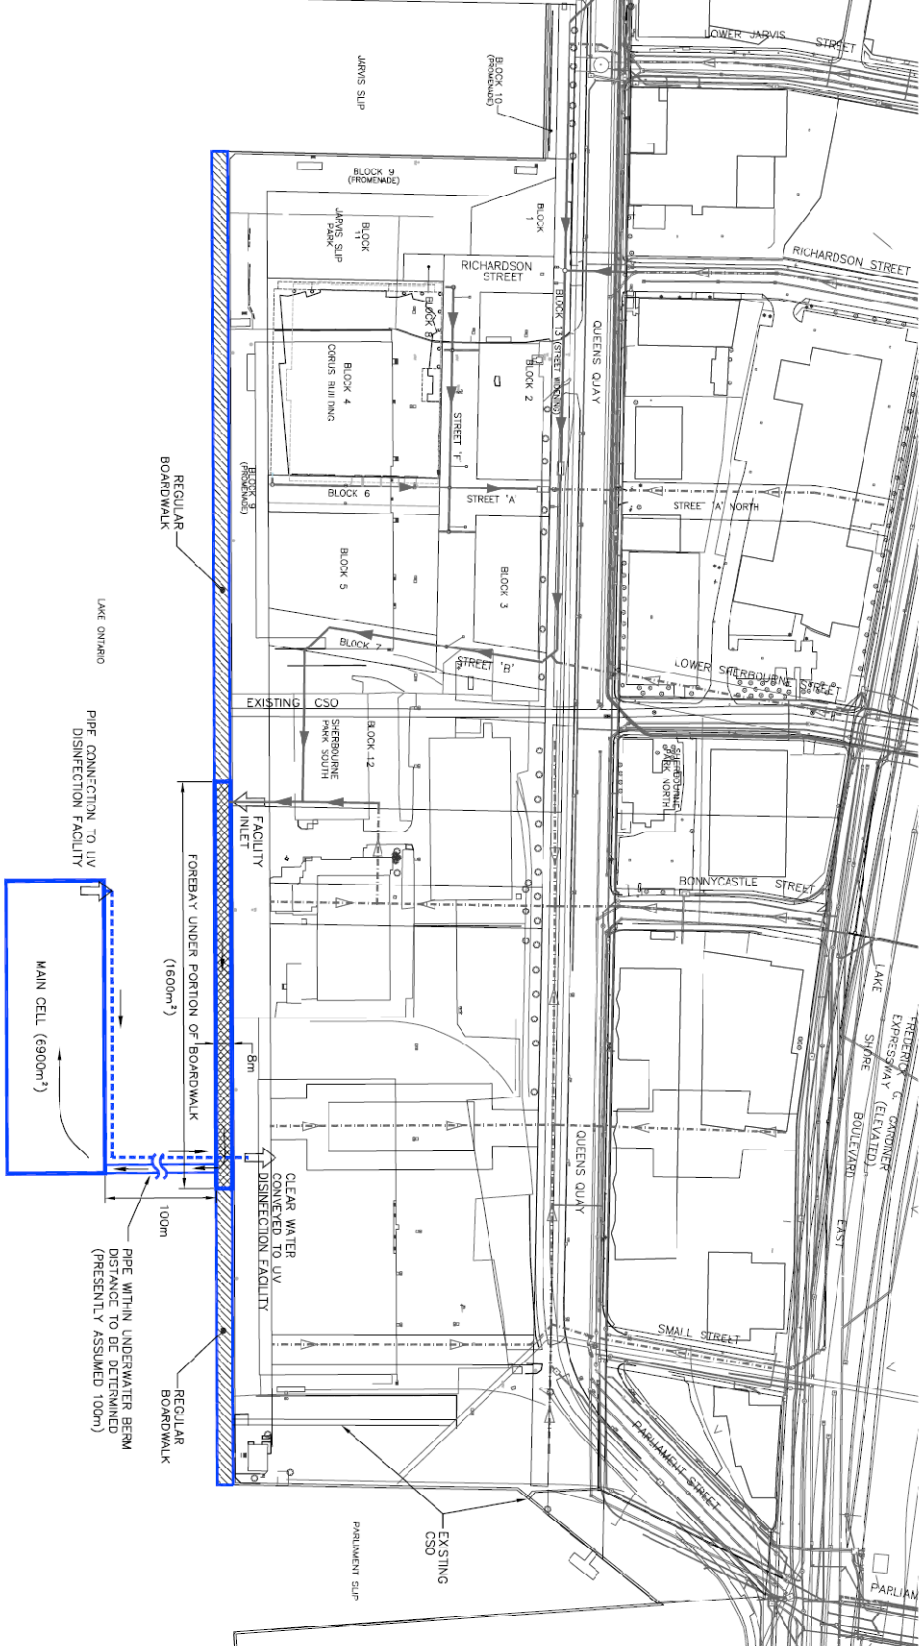 LOWER JARVIS STREET
JARVIS SLIP
BLOCK 10
(PROMENADE)
BLOCK 9
(PROMENADE)
BLOCK
1
BLOCK
11
JARVIS SLIP
PARK
RICHARDSON
STREET
RICHARDSON STREET
BLOCK 8
BLOCK 13 (STREET WIDENING)
QUEENS QUAY
BLOCK 2
BLOCK 4
CORUS BUILDING
STREET 'F'
BLOCK 9
(PROMENADE)
BLOCK 6
STREET 'A'
STREET 'A' NORTH
REGULAR
BOARDWALK
BLOCK 5
BLOCK 3
LAKE ONTARIO
BLOCK 7
STREET 'B'
LOWER SHERBOURNE STREET
EXISTING CSO
BLOCK 12
SHERBOURNE
PARK SOUTH
SHERBOURNE
PARK NORTH
PIPE CONNECTION TO UV
DISINFECTION FACILITY
FACILITY
INLET
BONNYCASTLE STREET
FOREBAY UNDER PORTION OF BOARDWALK
(1600m²)
MAIN CELL (6900m²)
8m
LAKE SHORE BOULEVARD EAST
FREDERICK G. GARDINER
EXPRESSWAY (ELEVATED)
CLEAR WATER
CONVEYED TO UV
DISINFECTION FACILITY
QUEENS QUAY
100m
PIPE WITHIN UNDERWATER BERM
DISTANCE TO BE DETERMINED
(PRESENTLY ASSUMED 100m)
SMALL STREET
REGULAR
BOARDWALK
PARLIAMENT STREET
EXISTING
CSO
PARLIAMENT SLIP
PARLIAM